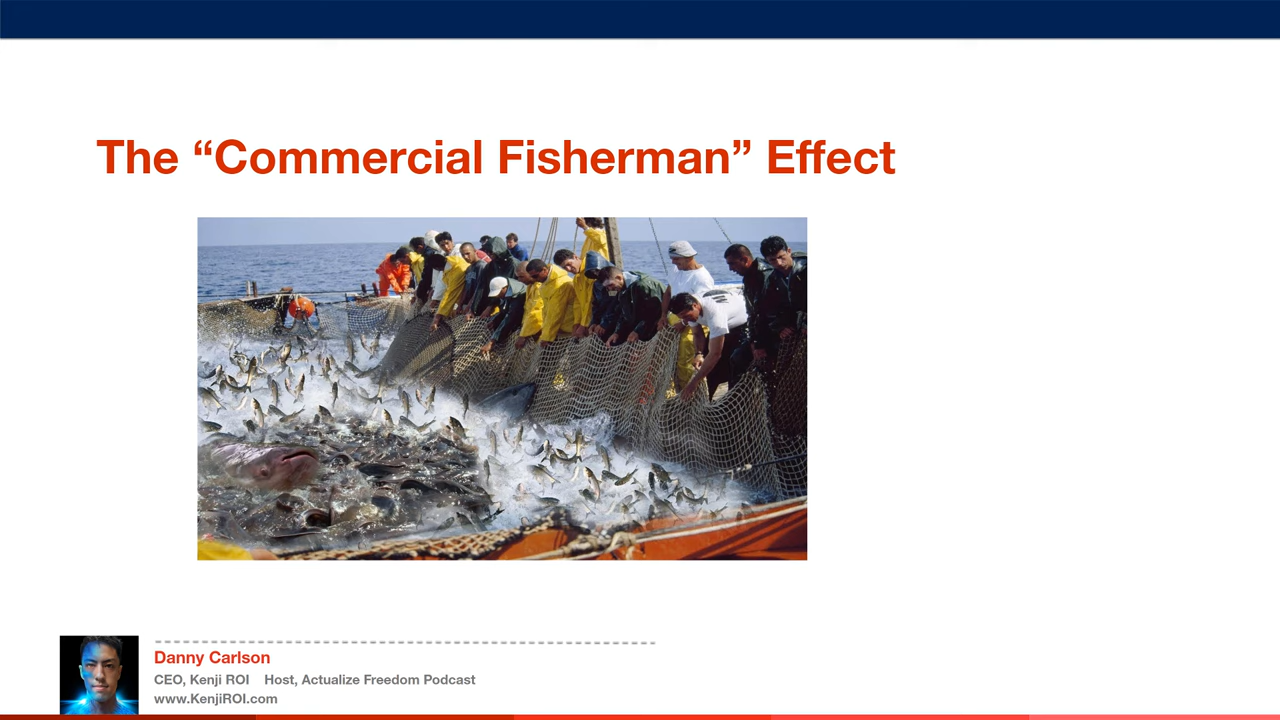 The “Commercial Fisherman” Effect
Danny Carlson
CEO, Kenji ROI Host, Actualize Freedom Podcast
www.KenjiROI.com